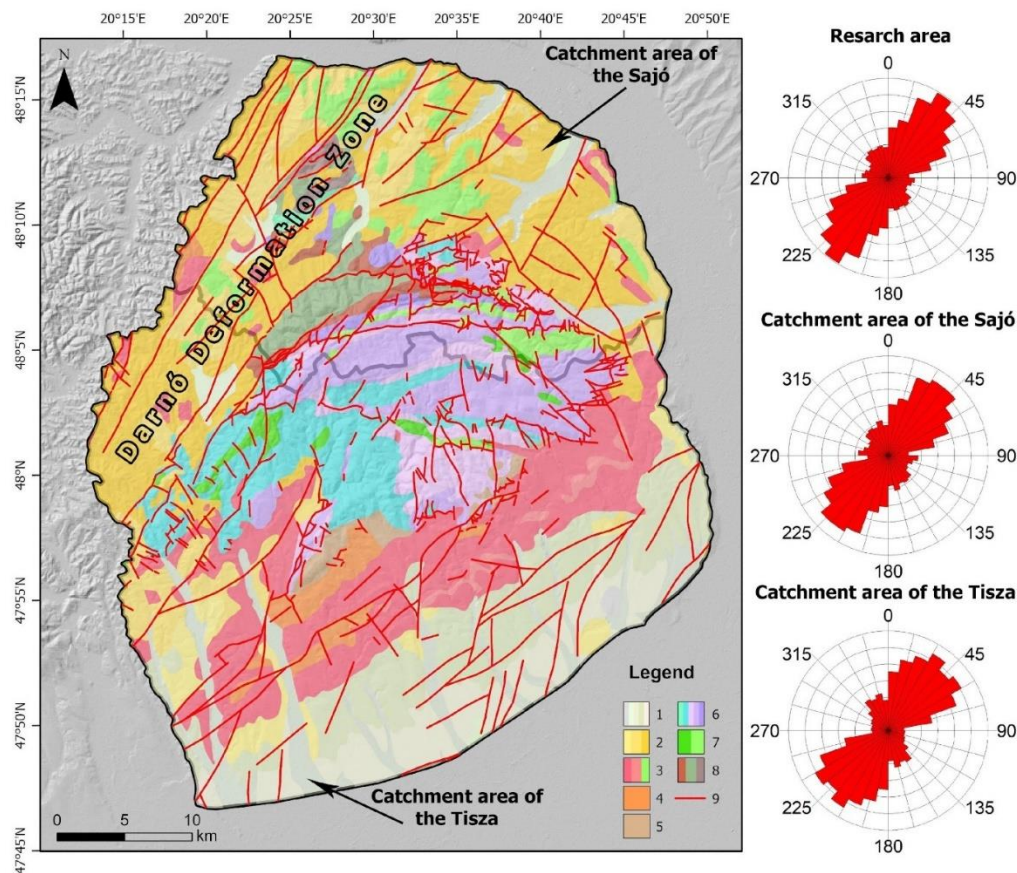 20°15'E 20°20'E 20°25'E 20°30'E 20°35'E 20°40'E 20°45'E 20°50'E
48°15'N
48°10'N
48°5'N
48°N
47°55'N
47°50'N
47°45'N
N
Catchment area of
the Sajó
Darnó Deformation Zone
Catchment area of
the Tisza
0 5 10
km
Legend
1
2
3
4
5
6
7
8
9
Resarch area
0
45
90
135
180
225
270
315
Catchment area of the Sajó
0
45
90
135
180
225
270
315
Catchment area of the Tisza
0
45
90
135
180
225
270
315